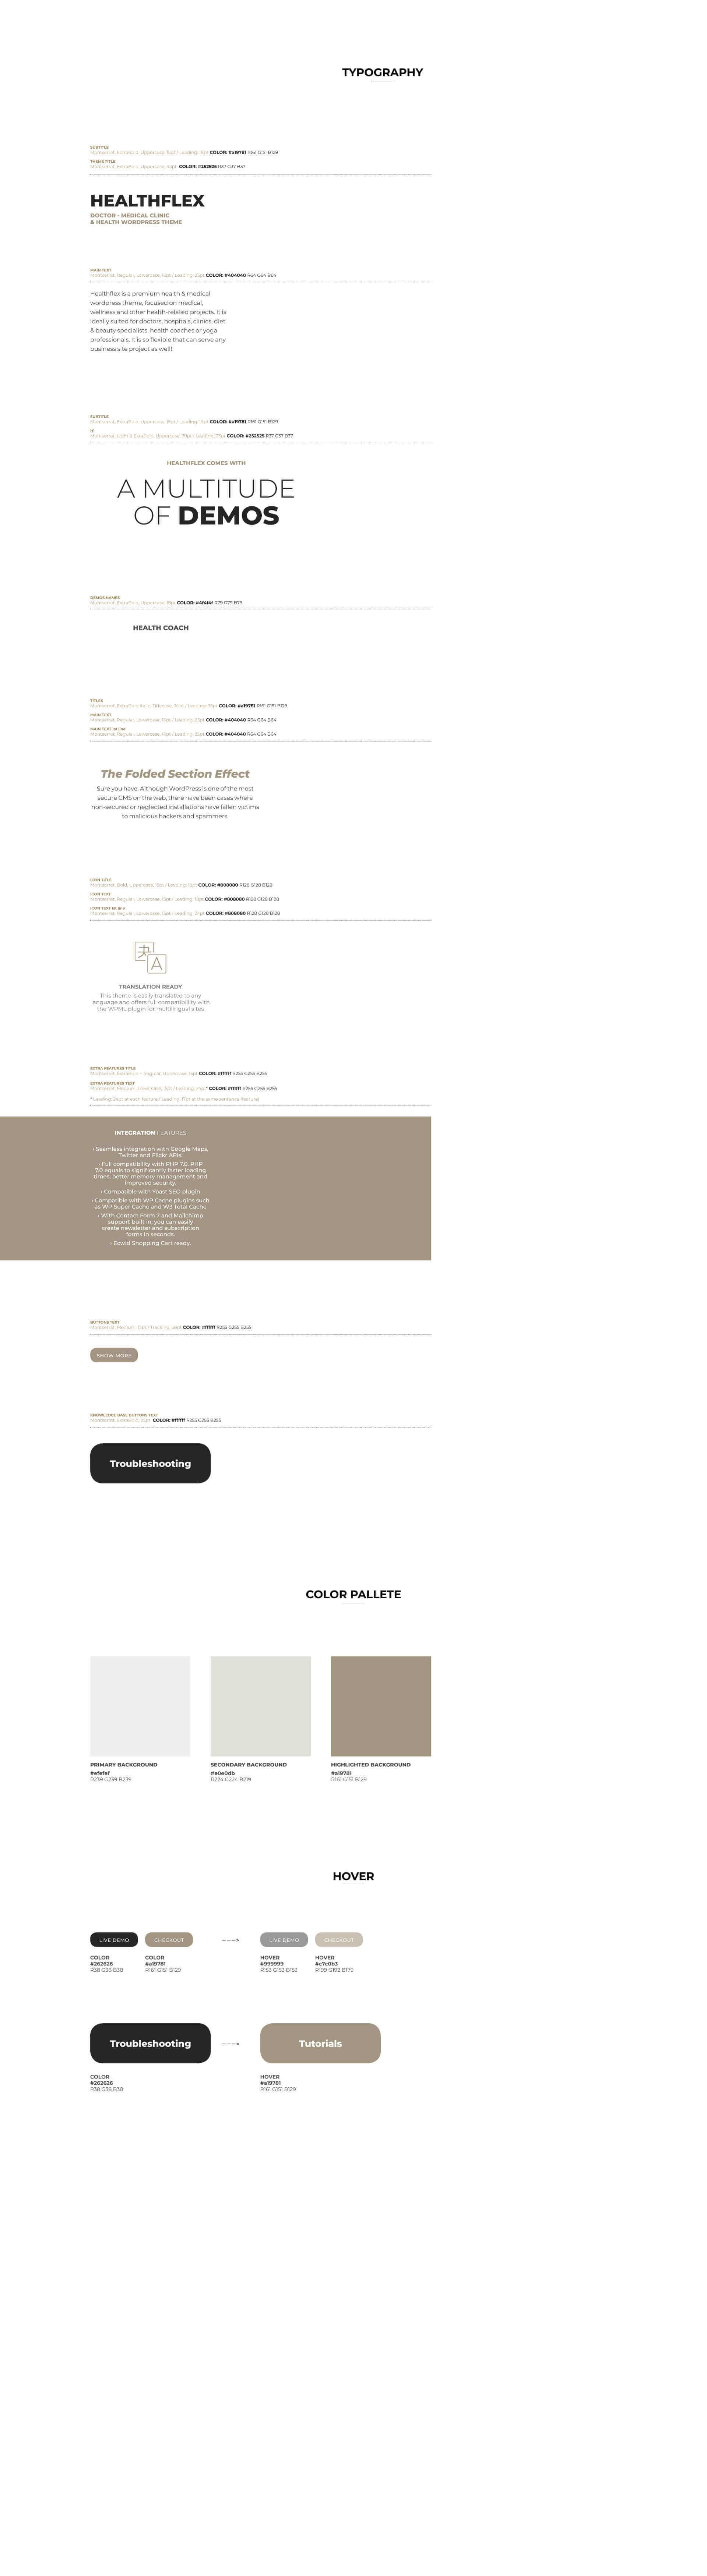 TYPOGRAPHY
SUBTITLE
Montserrat, ExtraBold, Uppercase, 15pt / Leading: 18pt COLOR: #a19781 R161 G151 B129
THEME TITLE
Montserrat, ExtraBold, Uppercase, 40pt COLOR: #252525 R37 G37 B37
HEALTHFLEX
DOCTOR - MEDICAL CLINIC
& HEALTH WORDPRESS THEME
MAIN TEXT
Montserrat, Regular, Lowercase, 16pt / Leading: 25pt COLOR: #404040 R64 G64 B64
Healthflex is a premium health & medical
wordpress theme, focused on medical,
wellness and other health-related projects. It is
ideally suited for doctors, hospitals, clinics, diet
& beauty specialists, health coaches or yoga
professionals. It is so flexible that can serve any
business site project as well!
SUBTITLE
Montserrat, ExtraBold, Uppercase, 15pt / Leading: 18pt COLOR: #a19781 R161 G151 B129
H1
Montserrat, Light & ExraBold, Uppercase, 70pt / Leading: 73pt COLOR: #252525 R37 G37 B37
HEALTHFLEX COMES WITH
A MULTITUDE
OF DEMOS
DEMOS NAMES
Montserrat, ExtraBold, Uppercase, COLOR: #4f4f4f R79 G79 B79
HEALTH COACH
TITLES
Montserrat, ExtraBold Italic, Titlecase, 30pt / Leading: COLOR: #a19781 R161 G151 B129
MAIN TEXT
Montserrat, Regular, Lowercase, 16pt / Leading: 25pt COLOR: #404040 R64 G64 B64
MAIN TEXT 1st line
Montserrat, Regular, Lowercase, 16pt / Leading: COLOR: #404040 R64 G64 B64
The Folded Section Effect
Sure you have. Although WordPress is one of the most
secure CMS on the web, there have been cases where
non-secured or neglected installations have fallen victims
to malicious hackers and spammers.
ICON TITLE
Montserrat, Bold, Uppercase, 15pt / Leading: COLOR: #808080 R128 G128 B128
ICON TEXT
Montserrat, Regular, Lowercase, 15pt / Leading: COLOR: #808080 R128 G128 B128
ICON TEXT 1st line
Montserrat, Regular, Lowercase, 15pt / Leading: COLOR: #808080 R128 G128 B128
TRANSLATION READY
This theme is easily translated to any
language and offers full compatibility with
the WPML plugin for multilingual sites
EXTRA FEATURES TITLE
Montserrat, ExtraBold + Regular, Uppercase, COLOR: #ffffff R255 G255 B255
EXTRA FEATURES TEXT
Montserrat, Medium, Lowercase, 15pt / Leading: 24pt* COLOR: #ffffff R255 G255 B255
* Leading: 24pt at each feature / Leading: 17pt at the same sentence (feature).
INTEGRATION FEATURES
› Seamless integration with Google Maps,
Twitter and Flickr APIs.
› Full compatibility with PHP 7.0. PHP
7.0 equals to significantly faster loading
times, better memory management and
improved security.
› Compatible with Yoast SEO plugin
› Compatible with WP Cache plugins such
as WP Super Cache and W3 Total Cache
› With Contact Form 7 and Mailchimp
support built in, you can easily
create newsletter and subscription
forms in seconds.
› Ecwid Shopping Cart ready.
BUTTONS TEXT
Montserrat, Medium, 13pt / Tracking: 50pt COLOR: #ffffff R255 G255 B255
SHOW MORE
KNOWLEDGE BASE BUTTONS TEXT
Montserrat, ExtraBold, COLOR: #ffffff R255 G255 B255
Troubleshooting
COLOR PALLETE
PRIMARY BACKGROUND
#efefef
R239 G239 B239
SECONDARY BACKGROUND
#e0e0db
R224 G224 B219
HIGHLIGHTED BACKGROUND
#a19781
R161 G151 B129
HOVER
LIVE DEMO
CHECKOUT
LIVE DEMO
CHECKOUT
COLOR
#262626
R38 G38 B38
COLOR
#a19781
R161 G151 B129
HOVER
#999999
R153 G153 B153
HOVER
#c7c0b3
R199 G192 B179
Troubleshooting
Tutorials
COLOR
#262626
R38 G38 B38
HOVER
#a19781
R161 G151 B129